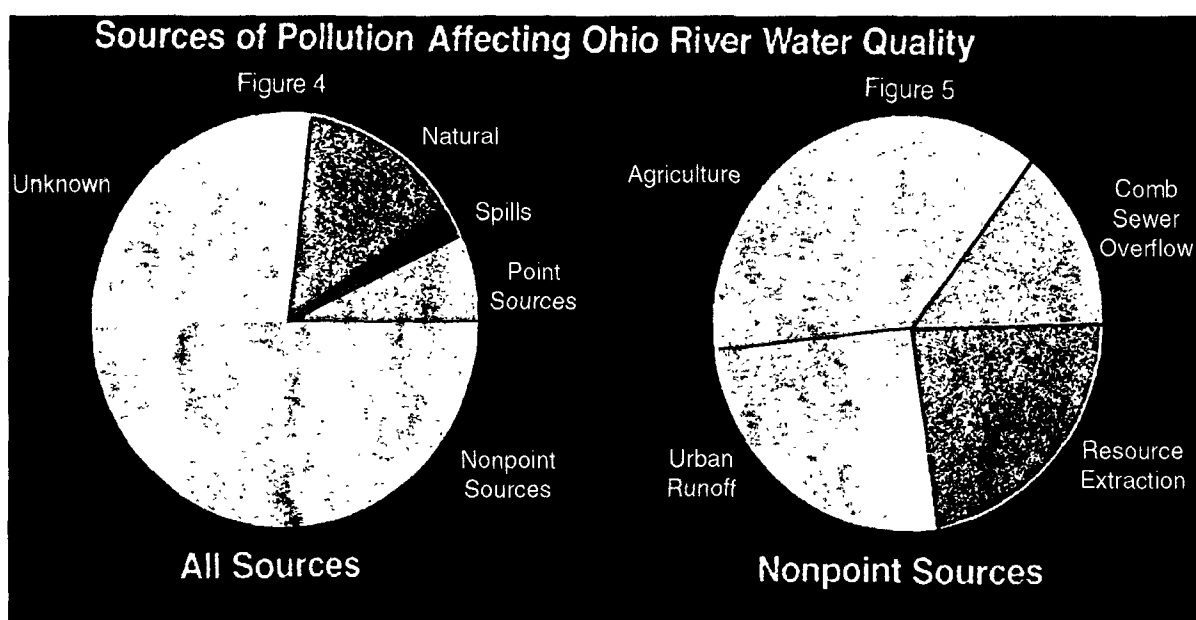 Sources of Pollution Affecting Ohio River Water Quality
Figure 4
Natural
Unknown
Spills
Point
Sources
Nonpoint
Sources
All Sources
Figure 5
Agriculture
Comb
Sewer
Overflow
Urban
Runoff
Resource
Extraction
Nonpoint Sources